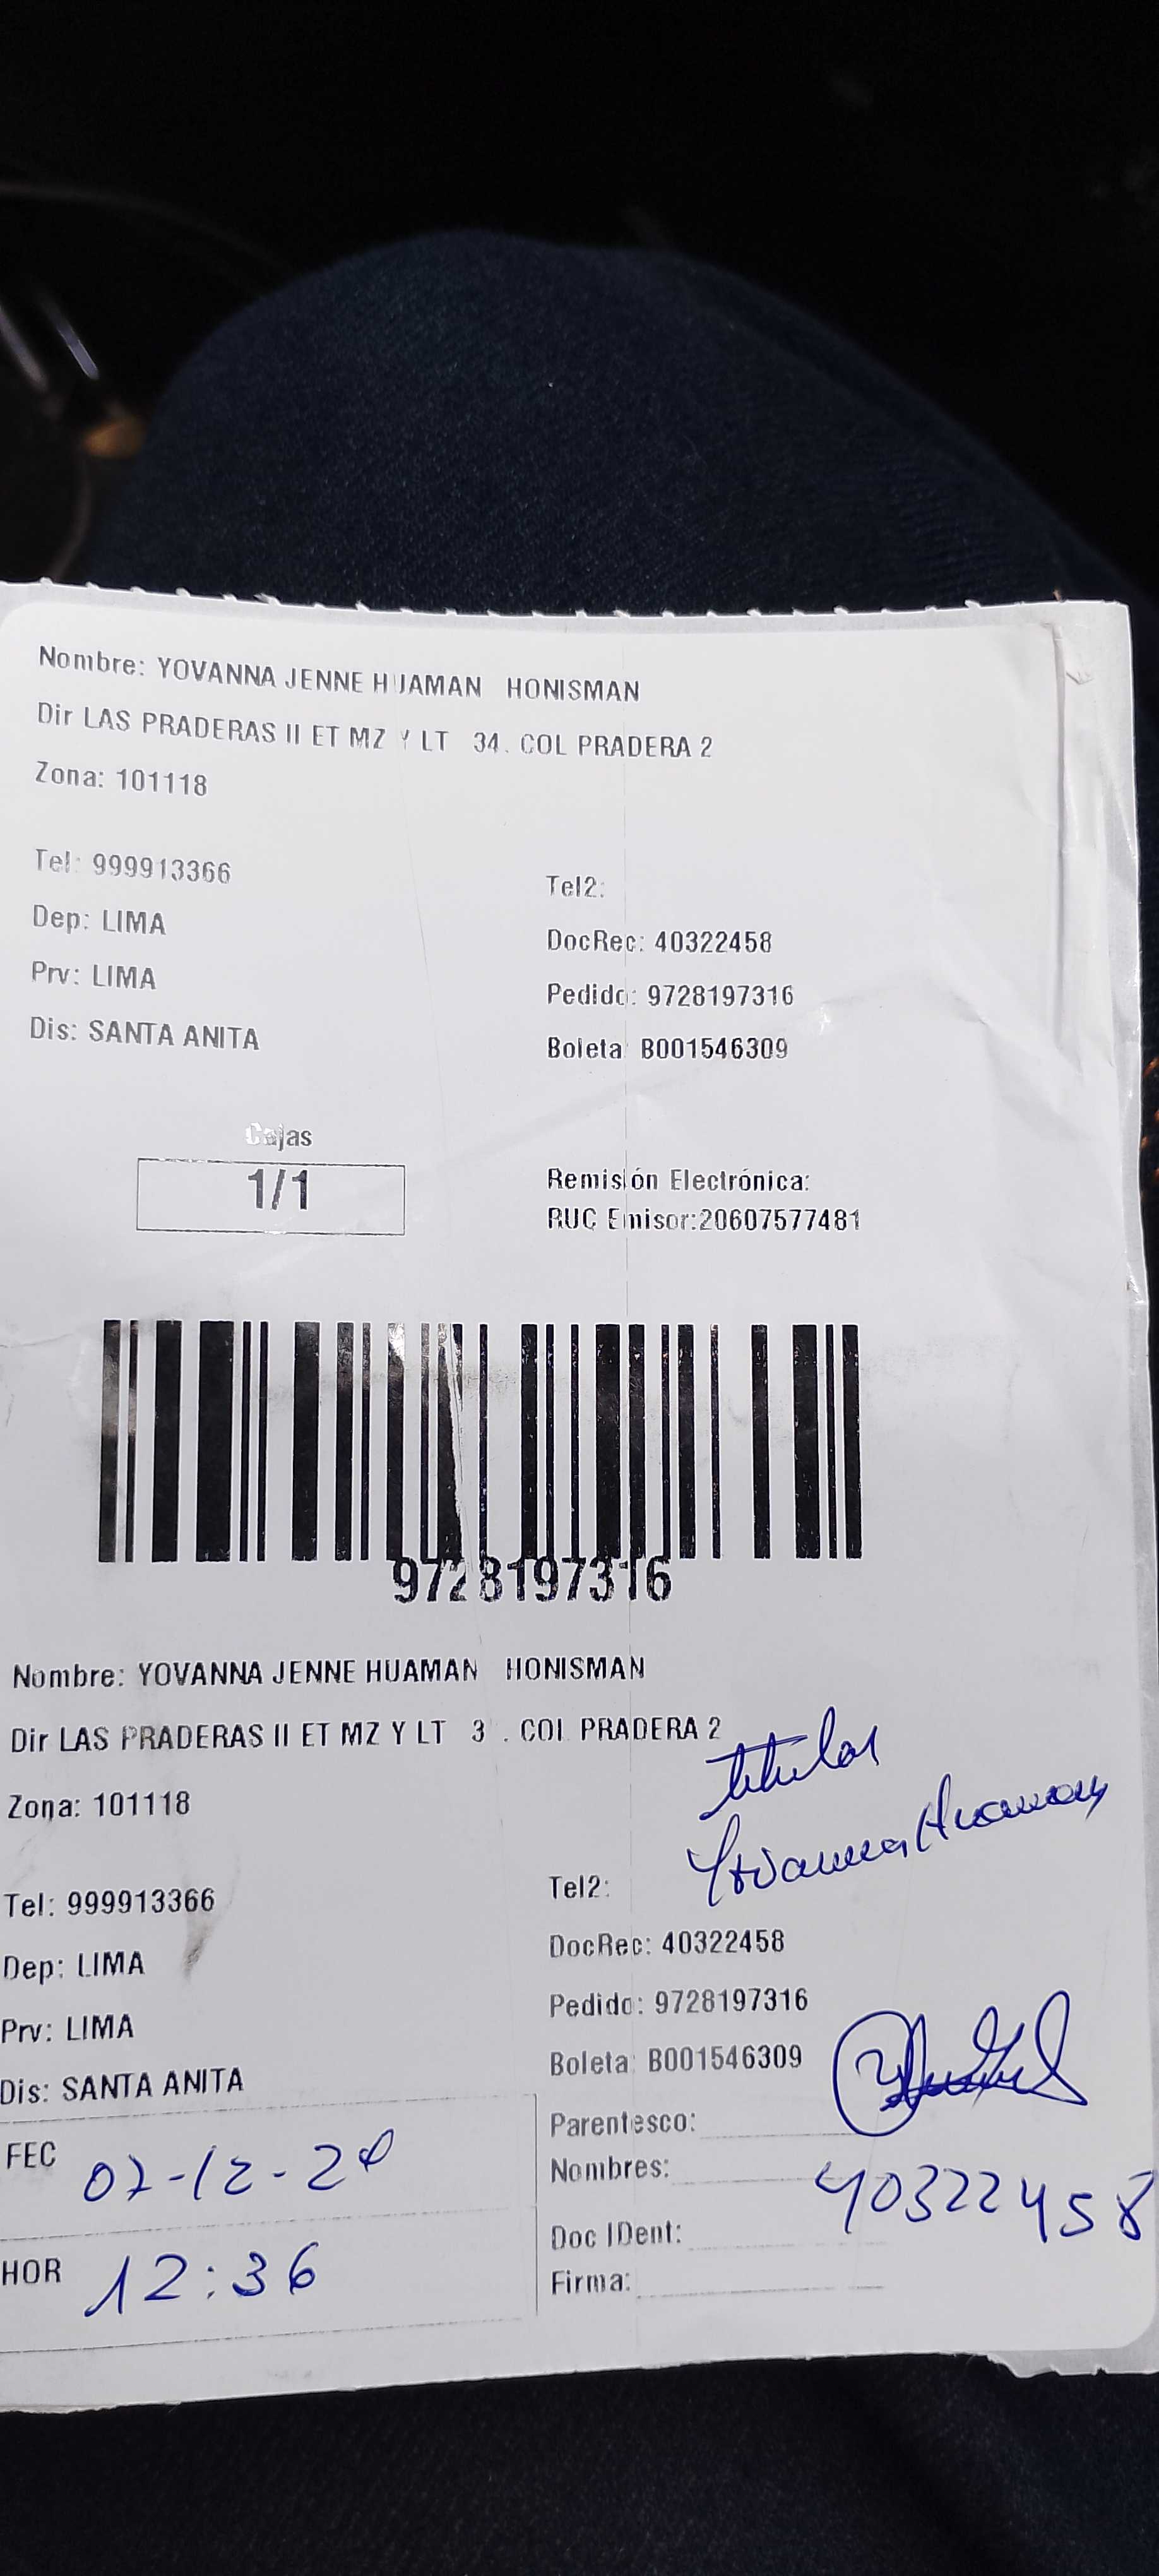 Nombre: YOVANNA JENNE HUAMAN HONISMAN
Dir LAS PRADERAS II ET MZ Y LT 34. COL PRADERA 2
Zona: 101118
Tel: 999913366
Tel2:
Dep: LIMA
DocRec: 40322458
Prv: LIMA
Pedido: 9728197316
Dis: SANTA ANITA
Boleta: B001546309
Cajas
1/1
Remisión Electrónica:
RUC Emisor:20607577481
9728197316
Nombre: YOVANNA JENNE HUAMAN HONISMAN
Dir LAS PRADERAS II ET MZ Y LT 3 . COL PRADERA 2
titular
Zona: 101118
Yovanna Huaman
Tel: 999913366
Tel2:
Dep: LIMA
DocRec: 40322458
Prv: LIMA
Pedido: 9728197316
Dis: SANTA ANITA
Boleta: B001546309
Parentesco:
FEC
Nombres:
40322458
Doc IDent:
HOR 12:36
Firma: